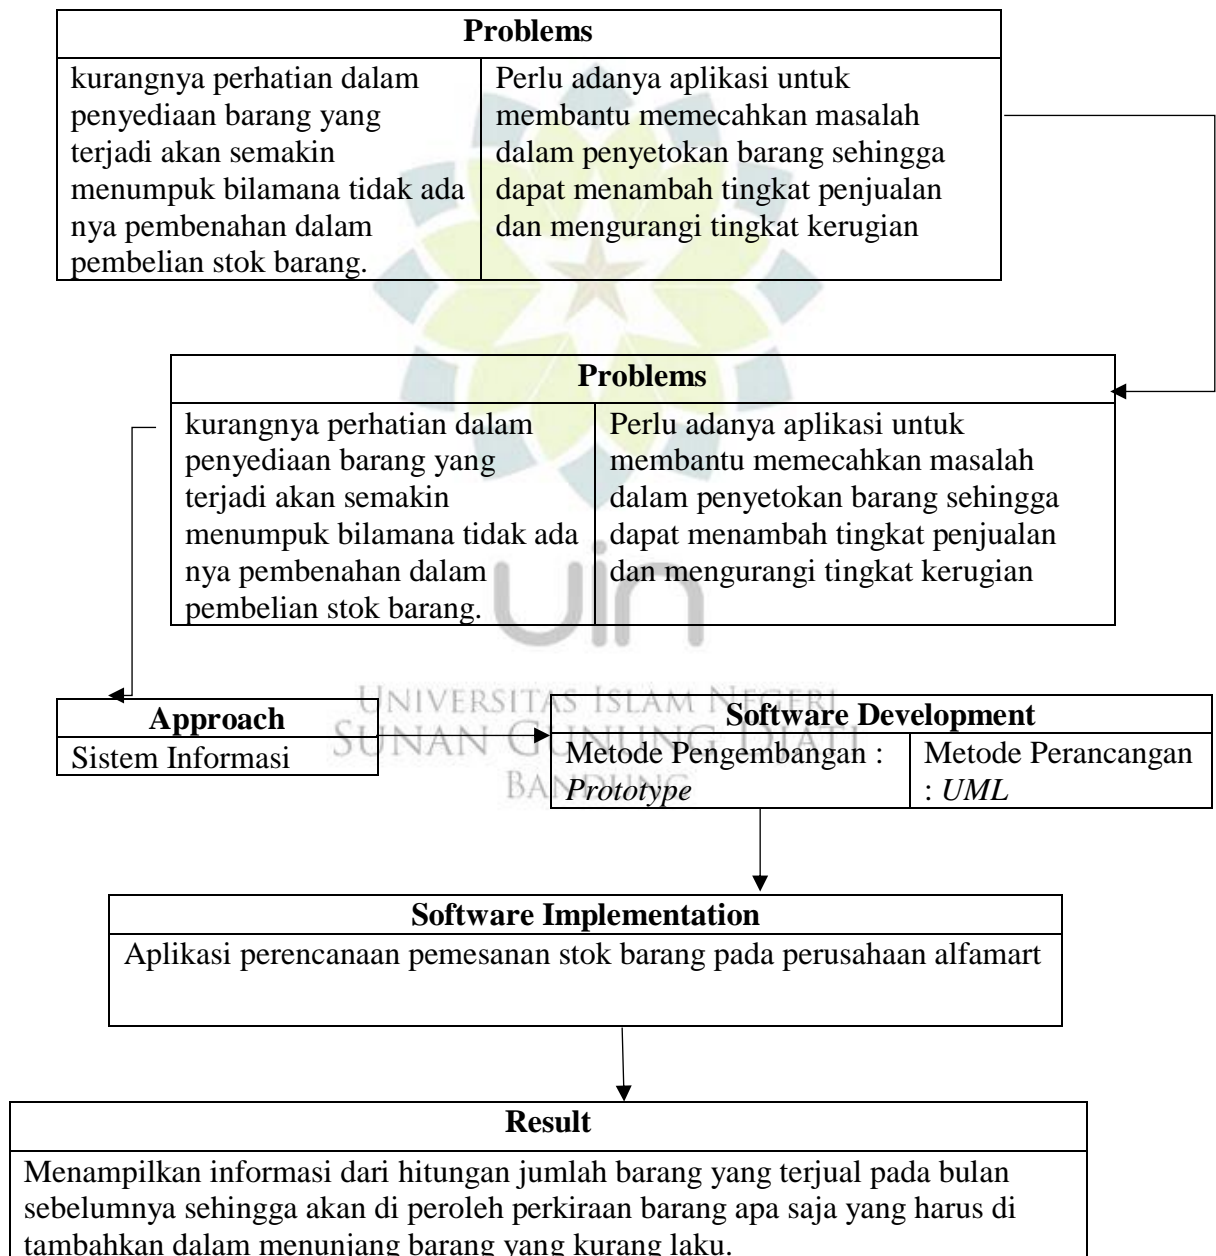 Problems
kurangnya perhatian dalam
penyediaan barang yang
terjadi akan semakin
menumpuk bilamana tidak ada
nya pembenahan dalam
pembelian stok barang.
Perlu adanya aplikasi untuk
membantu memecahkan masalah
dalam penyetokan barang sehingga
dapat menambah tingkat penjualan
dan mengurangi tingkat kerugian
Problems
kurangnya perhatian dalam
penyediaan barang yang
terjadi akan semakin
menumpuk bilamana tidak ada
nya pembenahan dalam
pembelian stok barang.
Perlu adanya aplikasi untuk
membantu memecahkan masalah
dalam penyetokan barang sehingga
dapat menambah tingkat penjualan
dan mengurangi tingkat kerugian
uin
UNIVERSITAS ISLAM NEGERI
SUNAN GUNUNG DJATI
BANDUNG
Approach
Sistem Informasi
Software Development
Metode Pengembangan :
Prototype
Metode Perancangan
: UML
Software Implementation
Aplikasi perencanaan pemesanan stok barang pada perusahaan alfamart
Result
Menampilkan informasi dari hitungan jumlah barang yang terjual pada bulan
sebelumnya sehingga akan di peroleh perkiraan barang apa saja yang harus di
tambahkan dalam menunjang barang yang kurang laku.